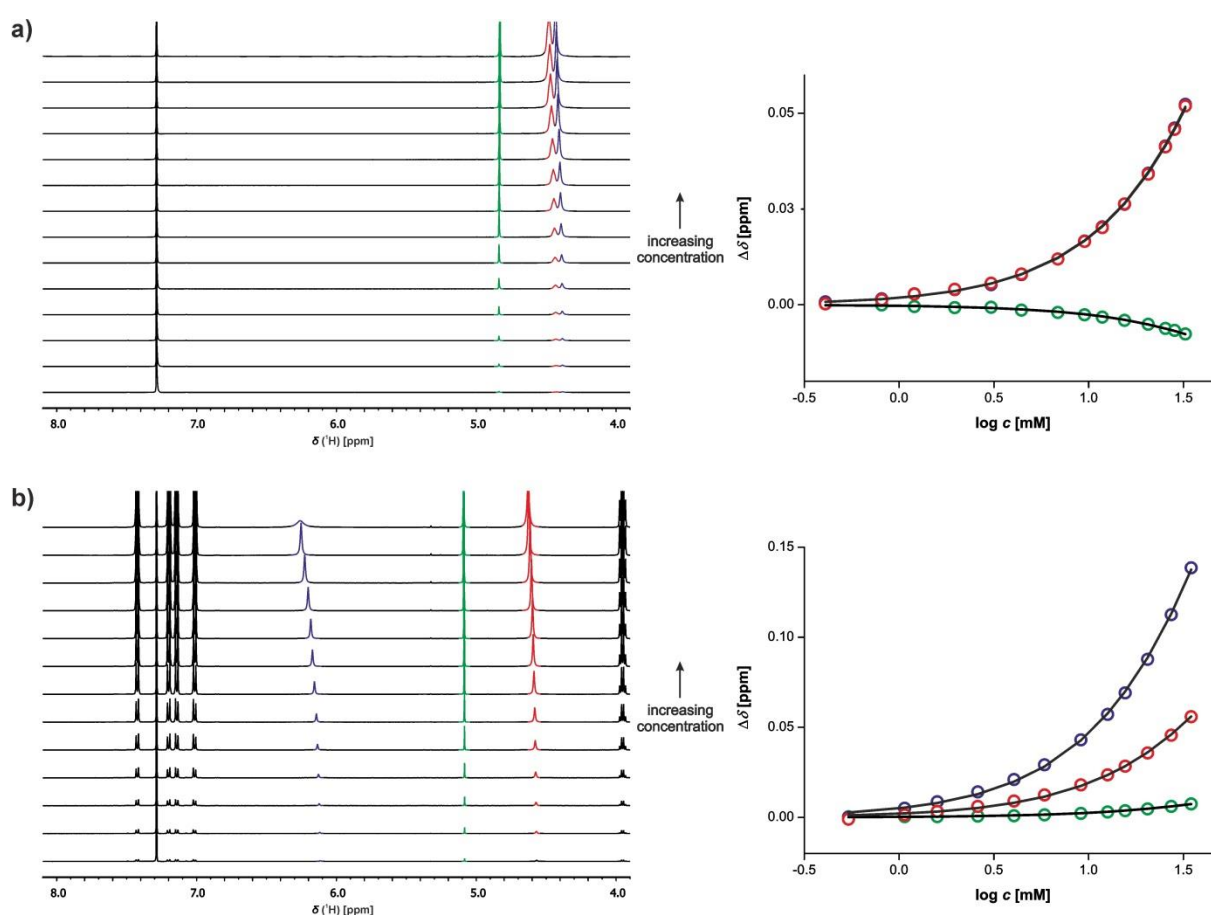 a)
8.0 7.0 6.0 5.0 4.0
δ (¹H) [ppm]
increasing
concentration
0.05
0.03
0.00
Δδ [ppm]
-0.5 0.0 0.5 1.0 1.5
log c [mM]
b)
8.0 7.0 6.0 5.0 4.0
δ (¹H) [ppm]
increasing
concentration
0.15
0.10
0.05
0.00
Δδ [ppm]
-0.5 0.0 0.5 1.0 1.5
log c [mM]